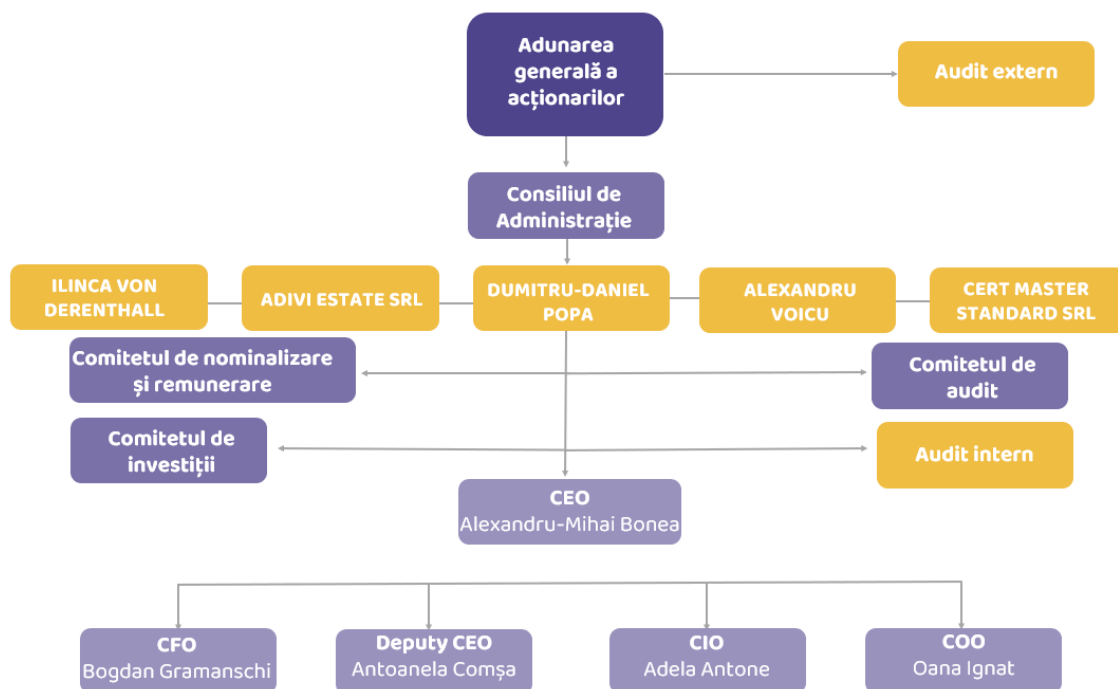 Adunarea
generală a
acționarilor
Audit extern
Consiliul de
Administrație
ILINCA VON
DERENTHALL
ADIVI ESTATE SRL
DUMITRU-DANIEL
POPA
ALEXANDRU
VOICU
CERT MASTER
STANDARD SRL
Comitetul de nominalizare
și remunerare
Comitetul de
audit
Comitetul de
investiții
Audit intern
CEO
Alexandru-Mihai Bonea
CFO
Bogdan Gramanschi
Deputy CEO
Antoanela Comșa
CIO
Adela Antone
COO
Oana Ignat